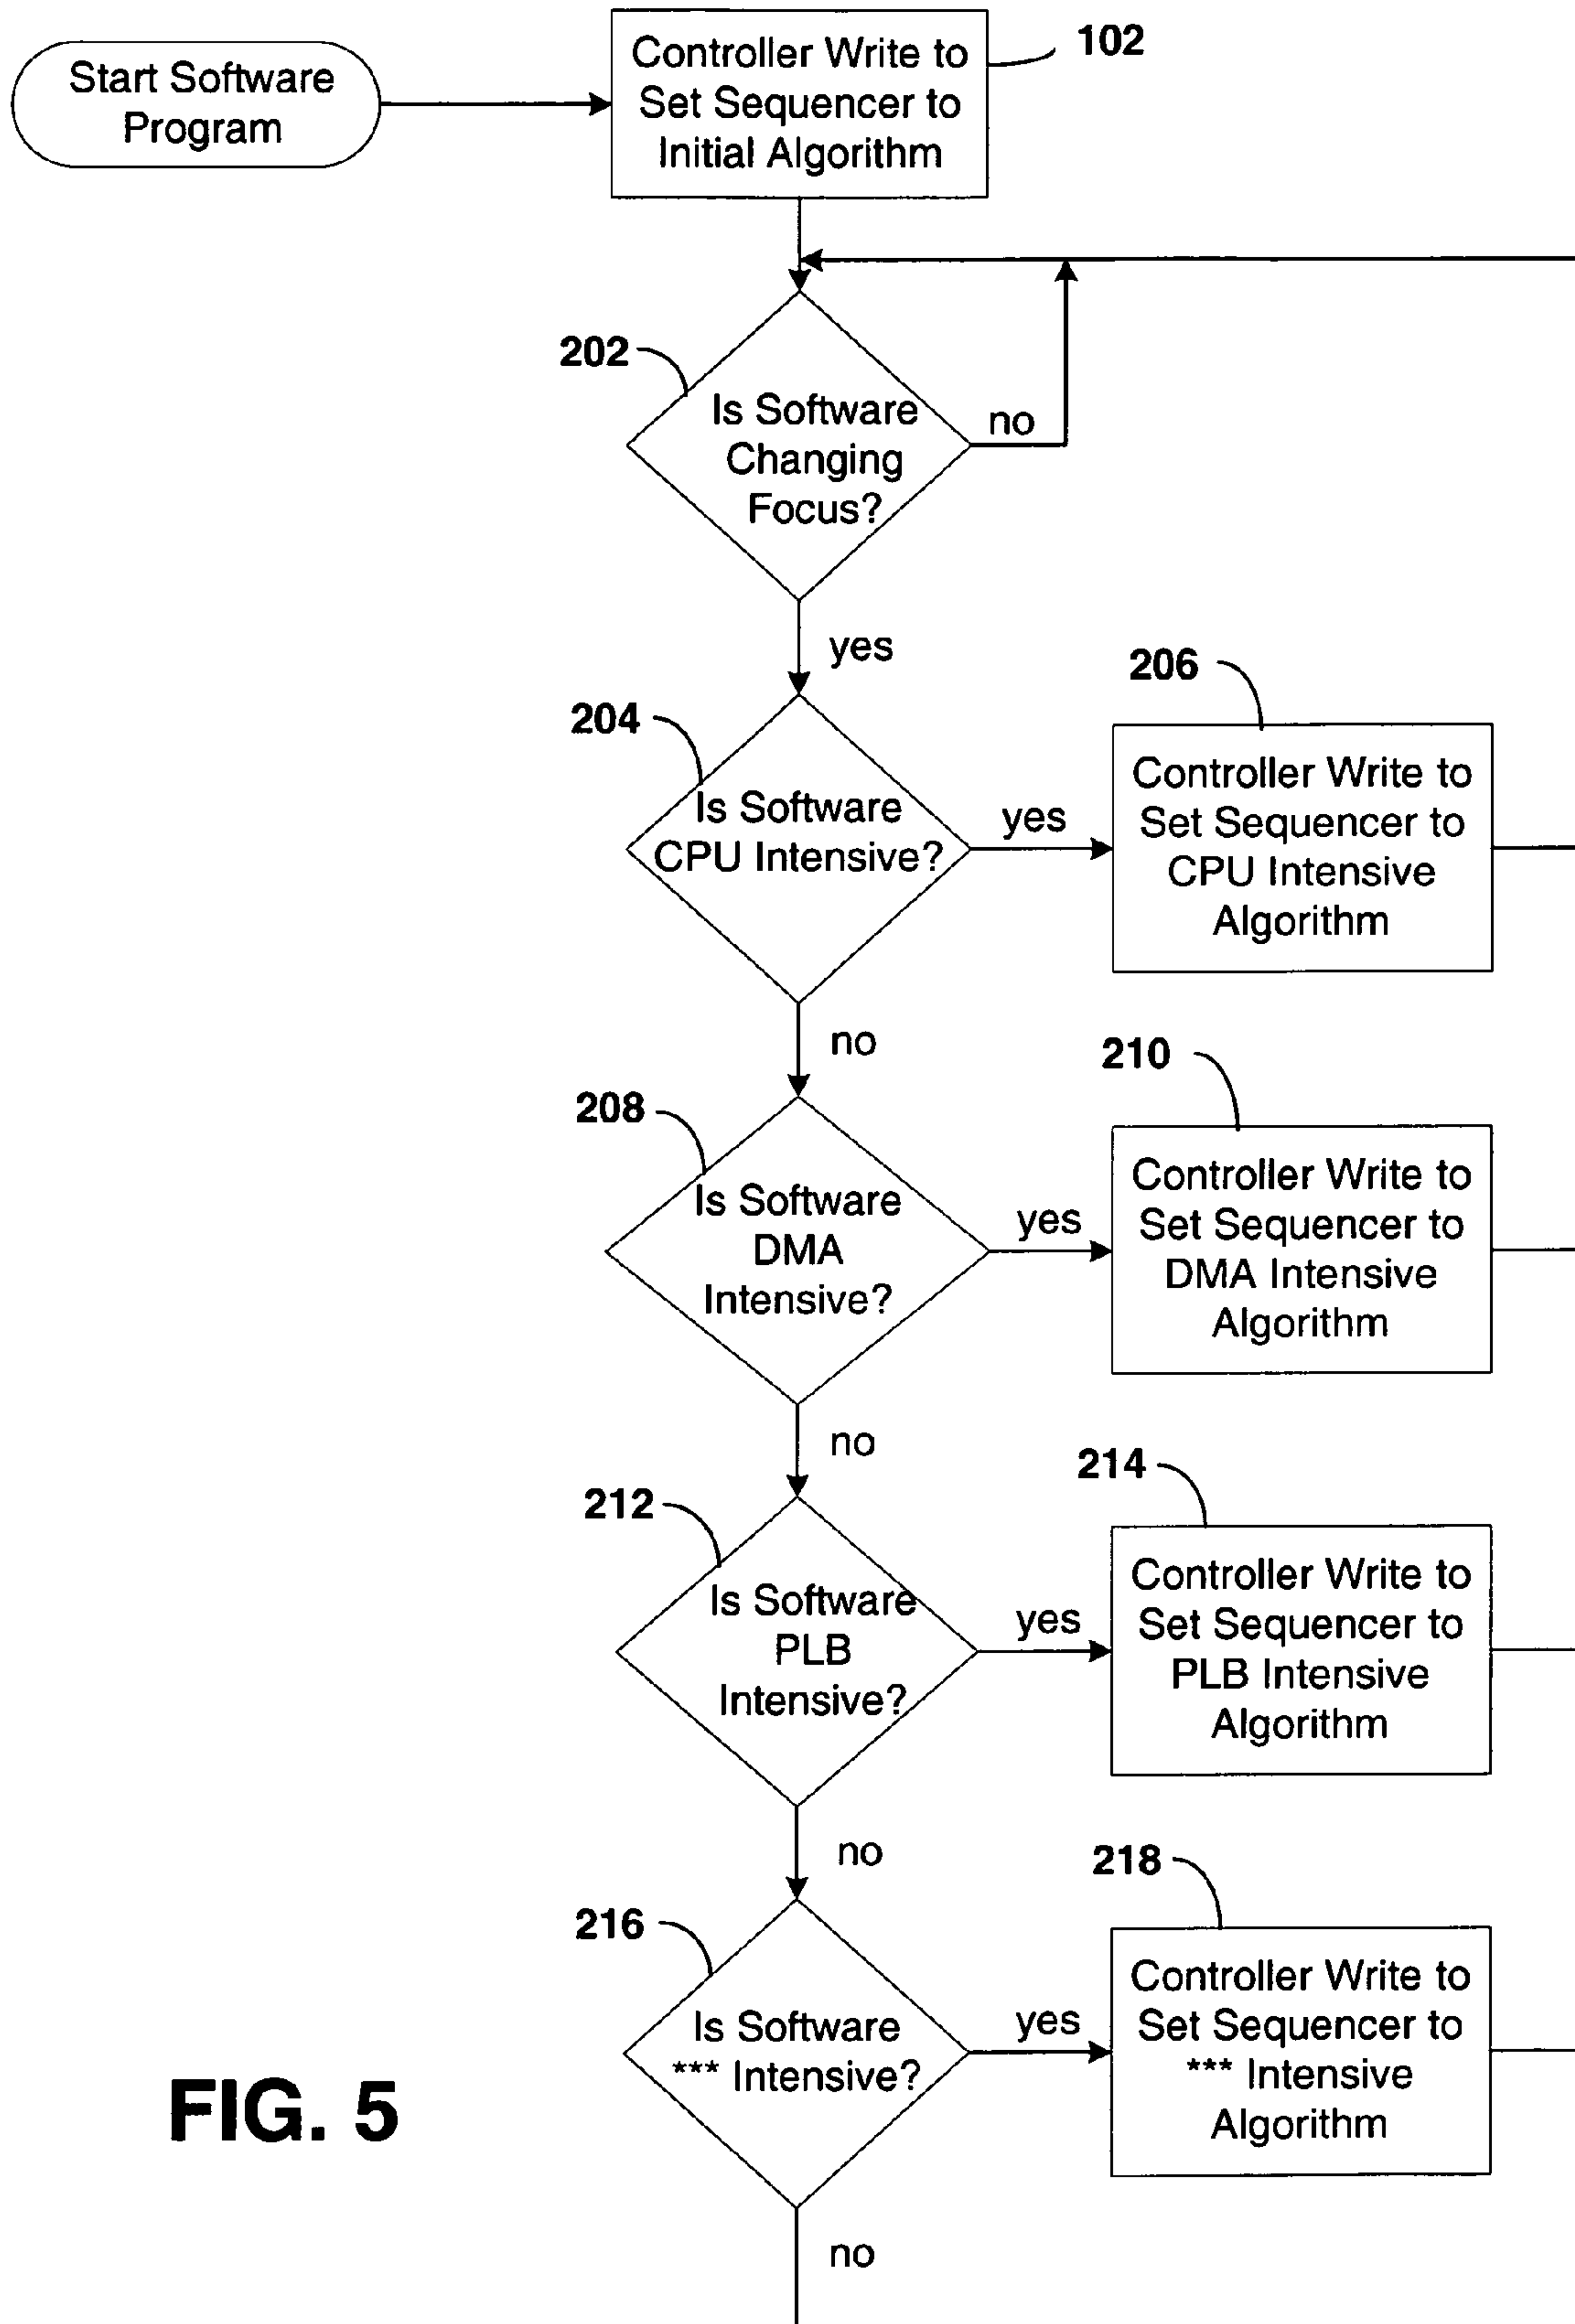 Start Software
Program
Controller Write to
Set Sequencer to
Initial Algorithm
102
202
Is Software
Changing
Focus?
no
yes
204
Is Software
CPU Intensive?
yes
206
Controller Write to
Set Sequencer to
CPU Intensive
Algorithm
no
208
Is Software
DMA
Intensive?
yes
210
Controller Write to
Set Sequencer to
DMA Intensive
Algorithm
no
212
Is Software
PLB
Intensive?
yes
214
Controller Write to
Set Sequencer to
PLB Intensive
Algorithm
no
216
Is Software
*** Intensive?
yes
218
Controller Write to
Set Sequencer to
*** Intensive
Algorithm
no
FIG. 5